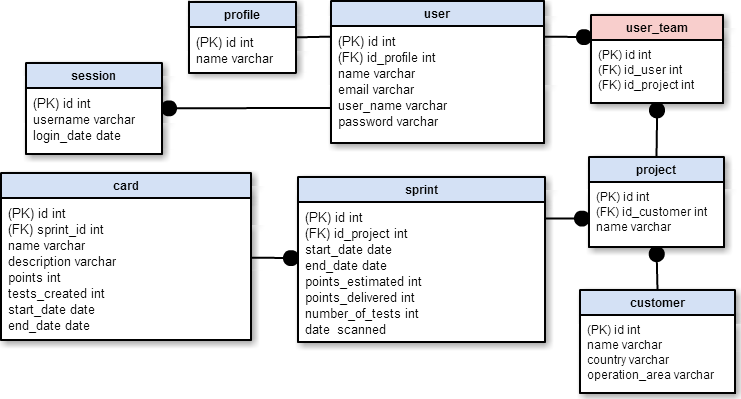 profile
(PK) id int
name varchar
user
(PK) id int
(FK) id_profile int
name varchar
email varchar
user_name varchar
password varchar
user_team
(PK) id int
(FK) id_user int
(FK) id_project int
session
(PK) id int
username varchar
login_date date
card
(PK) id int
(FK) sprint_id int
name varchar
description varchar
points int
tests_created int
start_date date
end_date date
sprint
(PK) id int
(FK) id_project int
start_date date
end_date date
points_estimated int
points_delivered int
number_of_tests int
date scanned
project
(PK) id int
(FK) id_customer int
name varchar
customer
(PK) id int
name varchar
country varchar
operation_area varchar